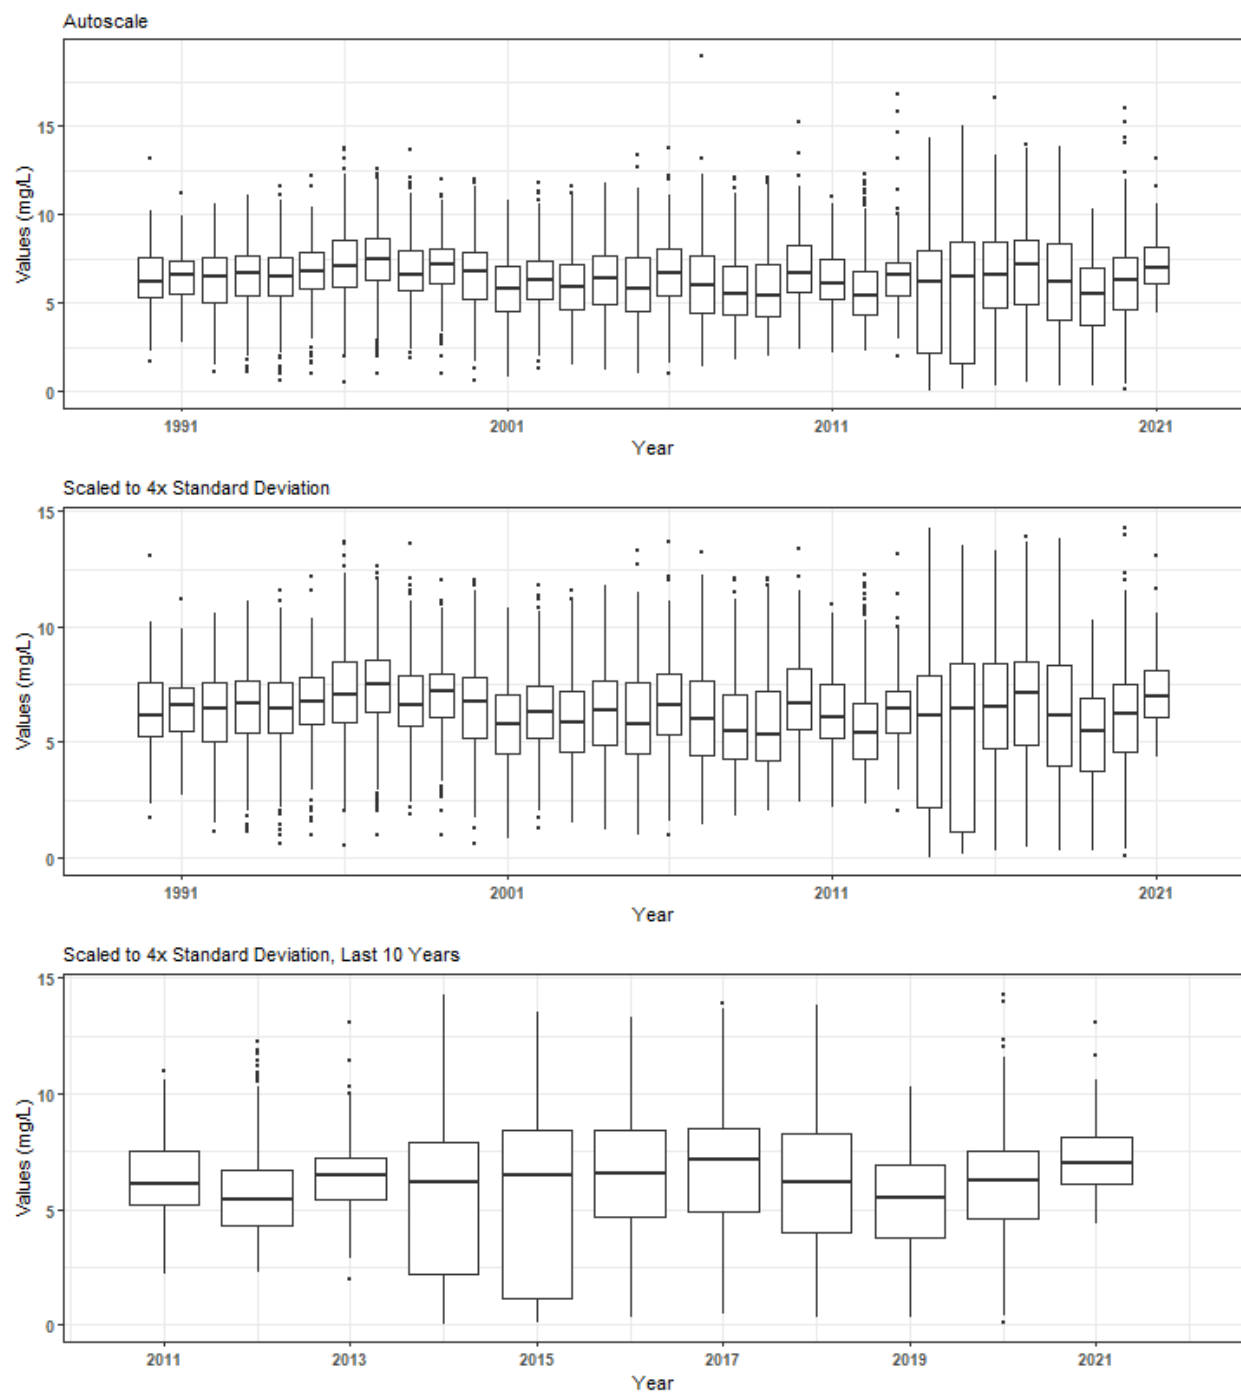 Autoscale
15
10
5
0
Values (mg/L)
1991 2001 2011 2021
Year
Scaled to 4x Standard Deviation
15
10
5
0
Values (mg/L)
1991 2001 2011 2021
Year
Scaled to 4x Standard Deviation, Last 10 Years
15
10
5
0
Values (mg/L)
2011 2013 2015 2017 2019 2021
Year